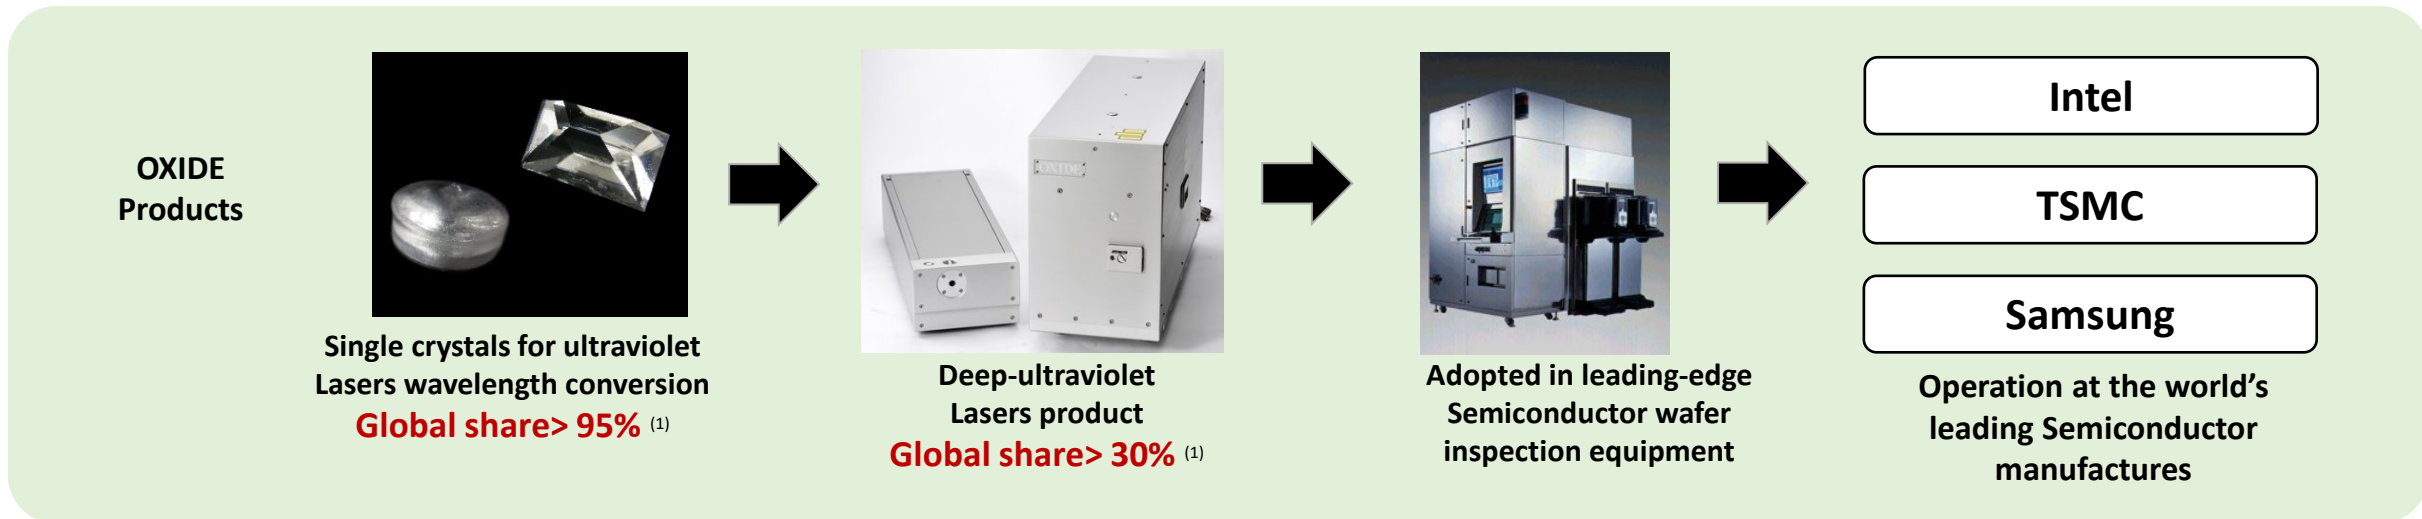 OXIDE
Products
OXIDE
Single crystals for ultraviolet
Lasers wavelength conversion
Global share> 95% (1)
Deep-ultraviolet
Lasers product
Global share> 30% (1)
Adopted in leading-edge
Semiconductor wafer
inspection equipment
Intel
TSMC
Samsung
Operation at the world’s
leading Semiconductor
manufactures